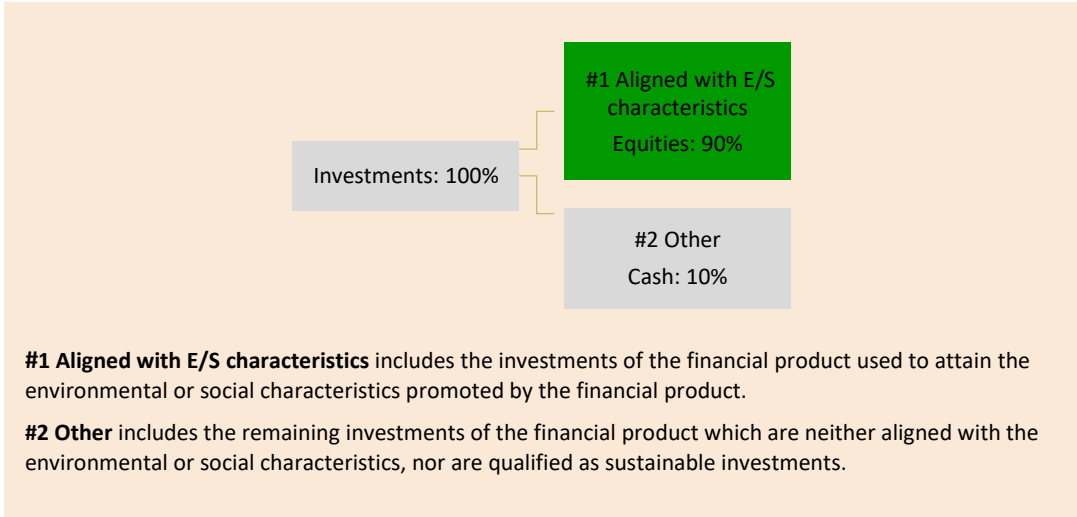 #1 Aligned with E/S
characteristics
Equities: 90%
Investments: 100%
#2 Other
Cash: 10%
#1 Aligned with E/S characteristics includes the investments of the financial product used to attain the
environmental or social characteristics promoted by the financial product.
#2 Other includes the remaining investments of the financial product which are neither aligned with the
environmental or social characteristics, nor are qualified as sustainable investments.